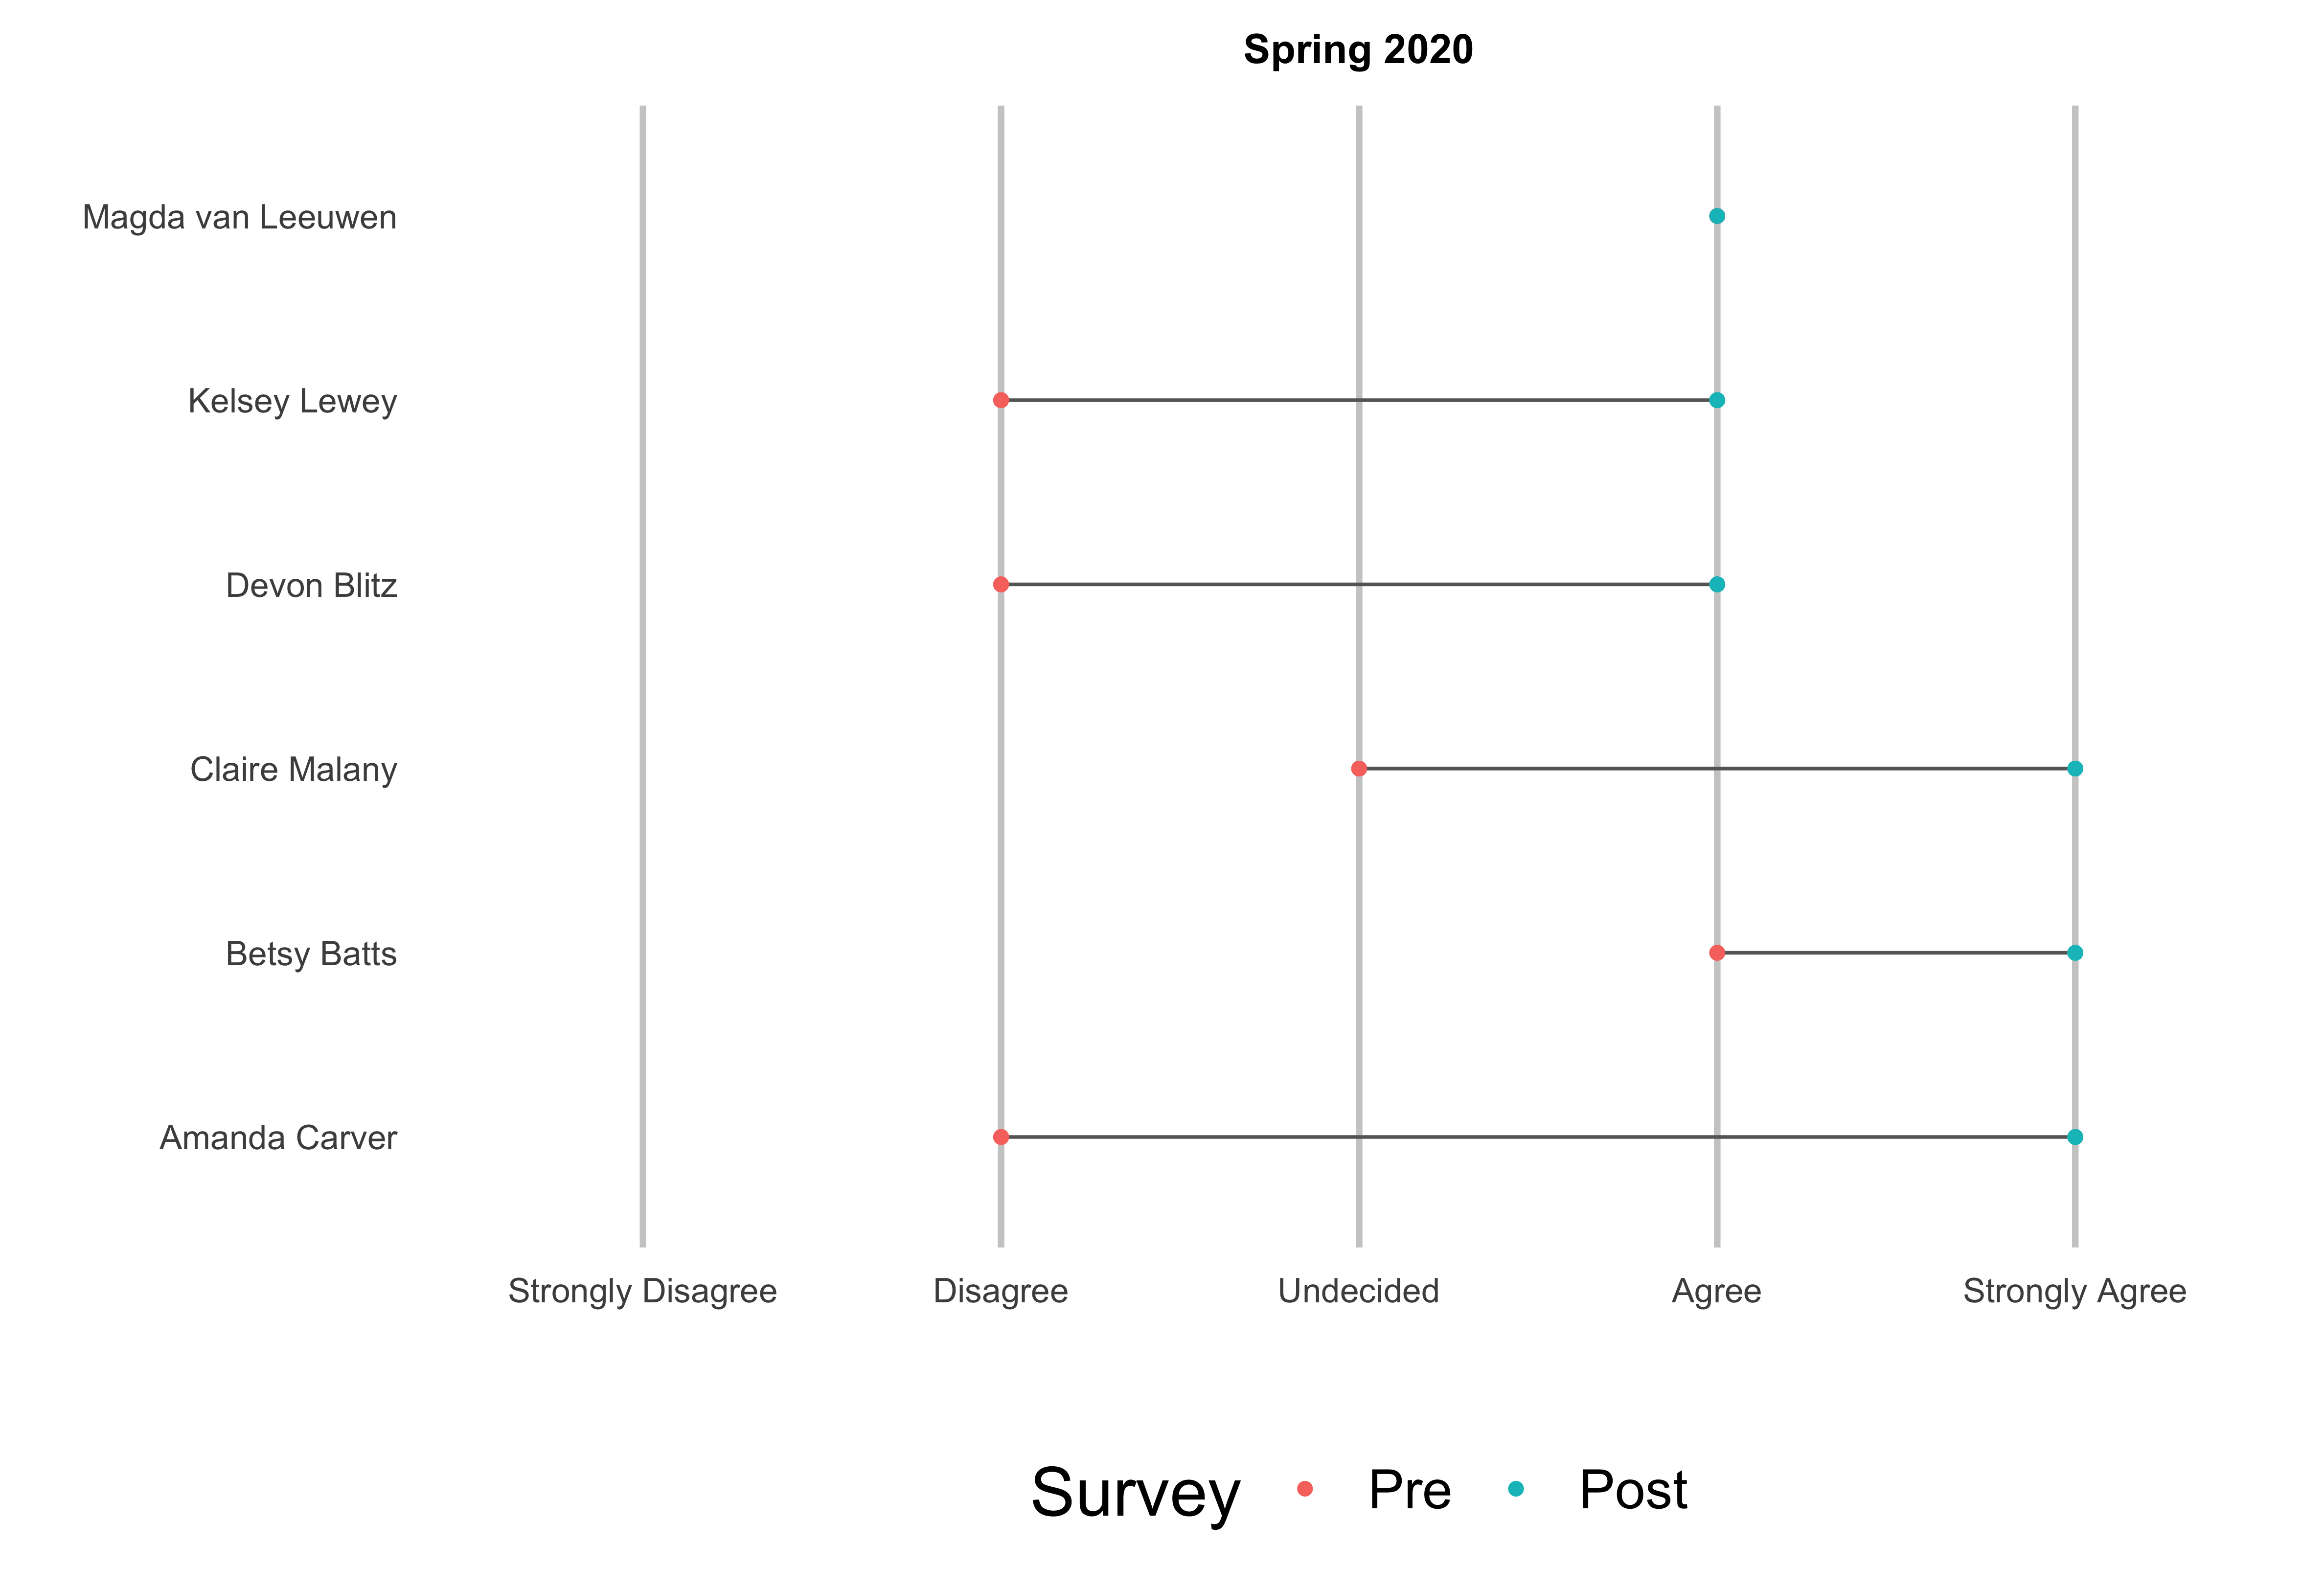 Spring 2020
Magda van Leeuwen
Kelsey Lewey
Devon Blitz
Claire Malany
Betsy Batts
Amanda Carver
Strongly Disagree Disagree Undecided Agree Strongly Agree
Survey Pre Post